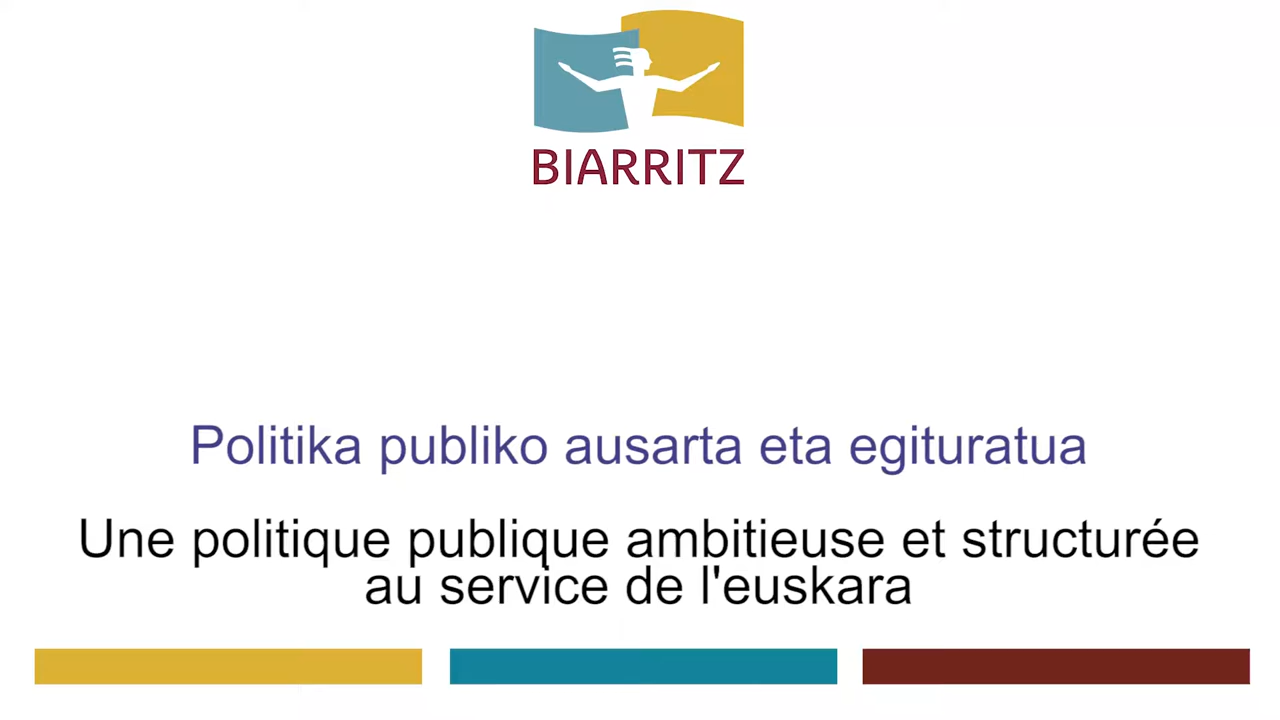 BIARRITZ
Politika publiko ausarta eta egituratua
Une politique publique ambitieuse et structurée
au service de l'euskara